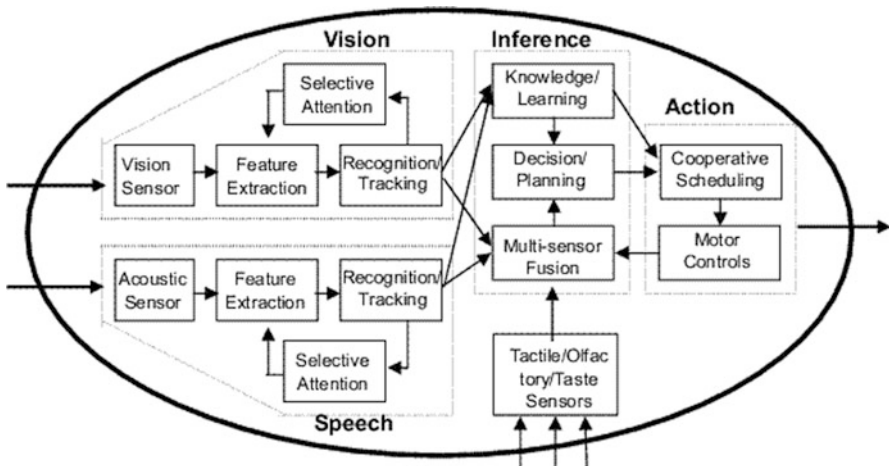 Vision
Selective
Attention
Vision
Sensor
Feature
Extraction
Recognition/
Tracking
Acoustic
Sensor
Feature
Extraction
Recognition/
Tracking
Selective
Attention
Speech
Inference
Knowledge/
Learning
Decision/
Planning
Multi-sensor
Fusion
Tactile/Olfac
tory/Taste
Sensors
Action
Cooperative
Scheduling
Motor
Controls